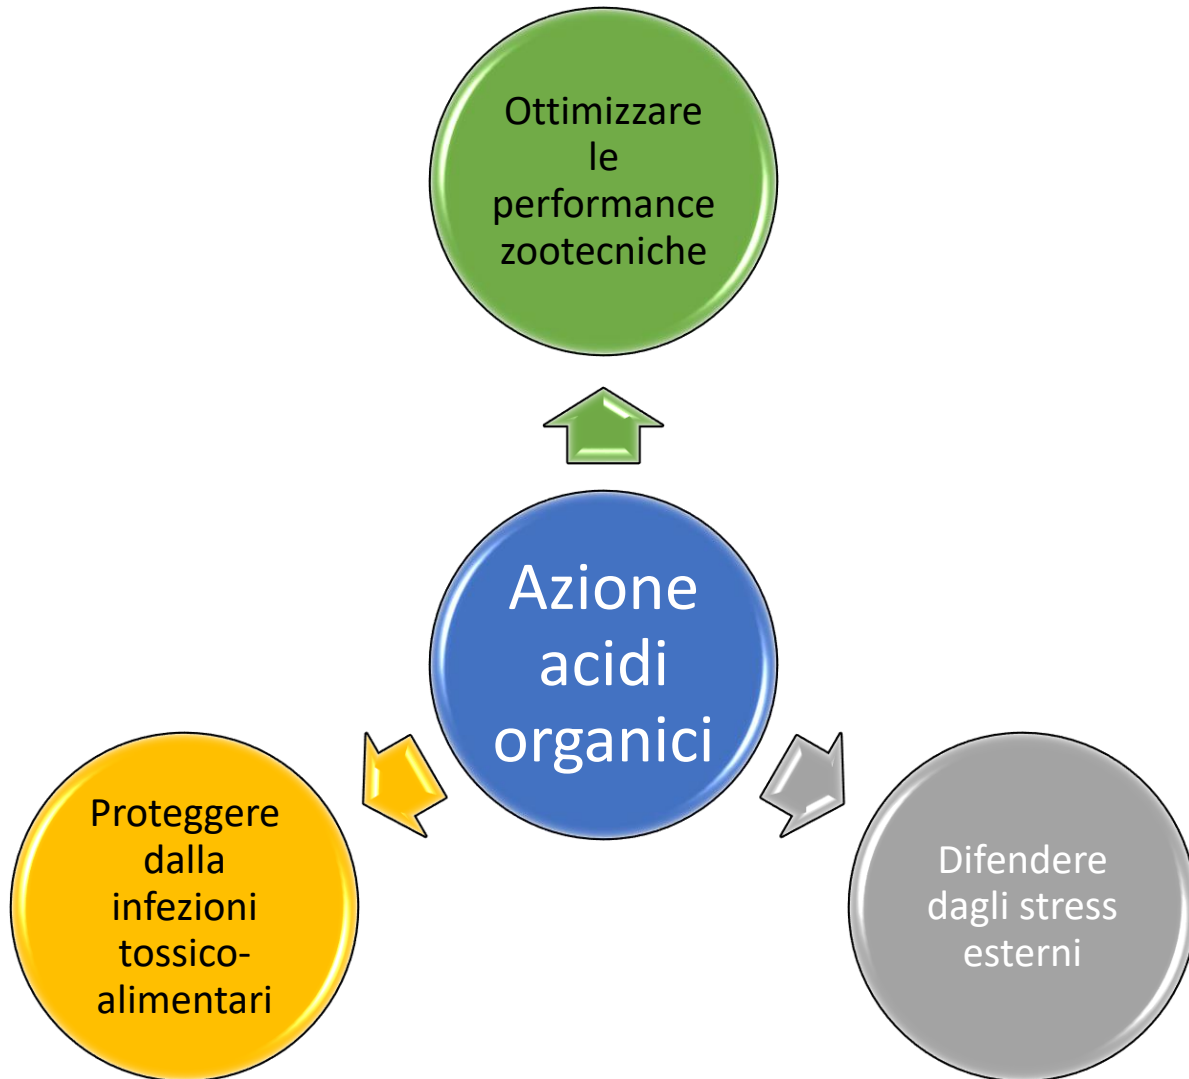 Ottimizzare
le
performance
zootecniche
Azione
acidi
organici
Proteggere
dalla
infezioni
tossico-
alimentari
Difendere
dagli stress
esterni